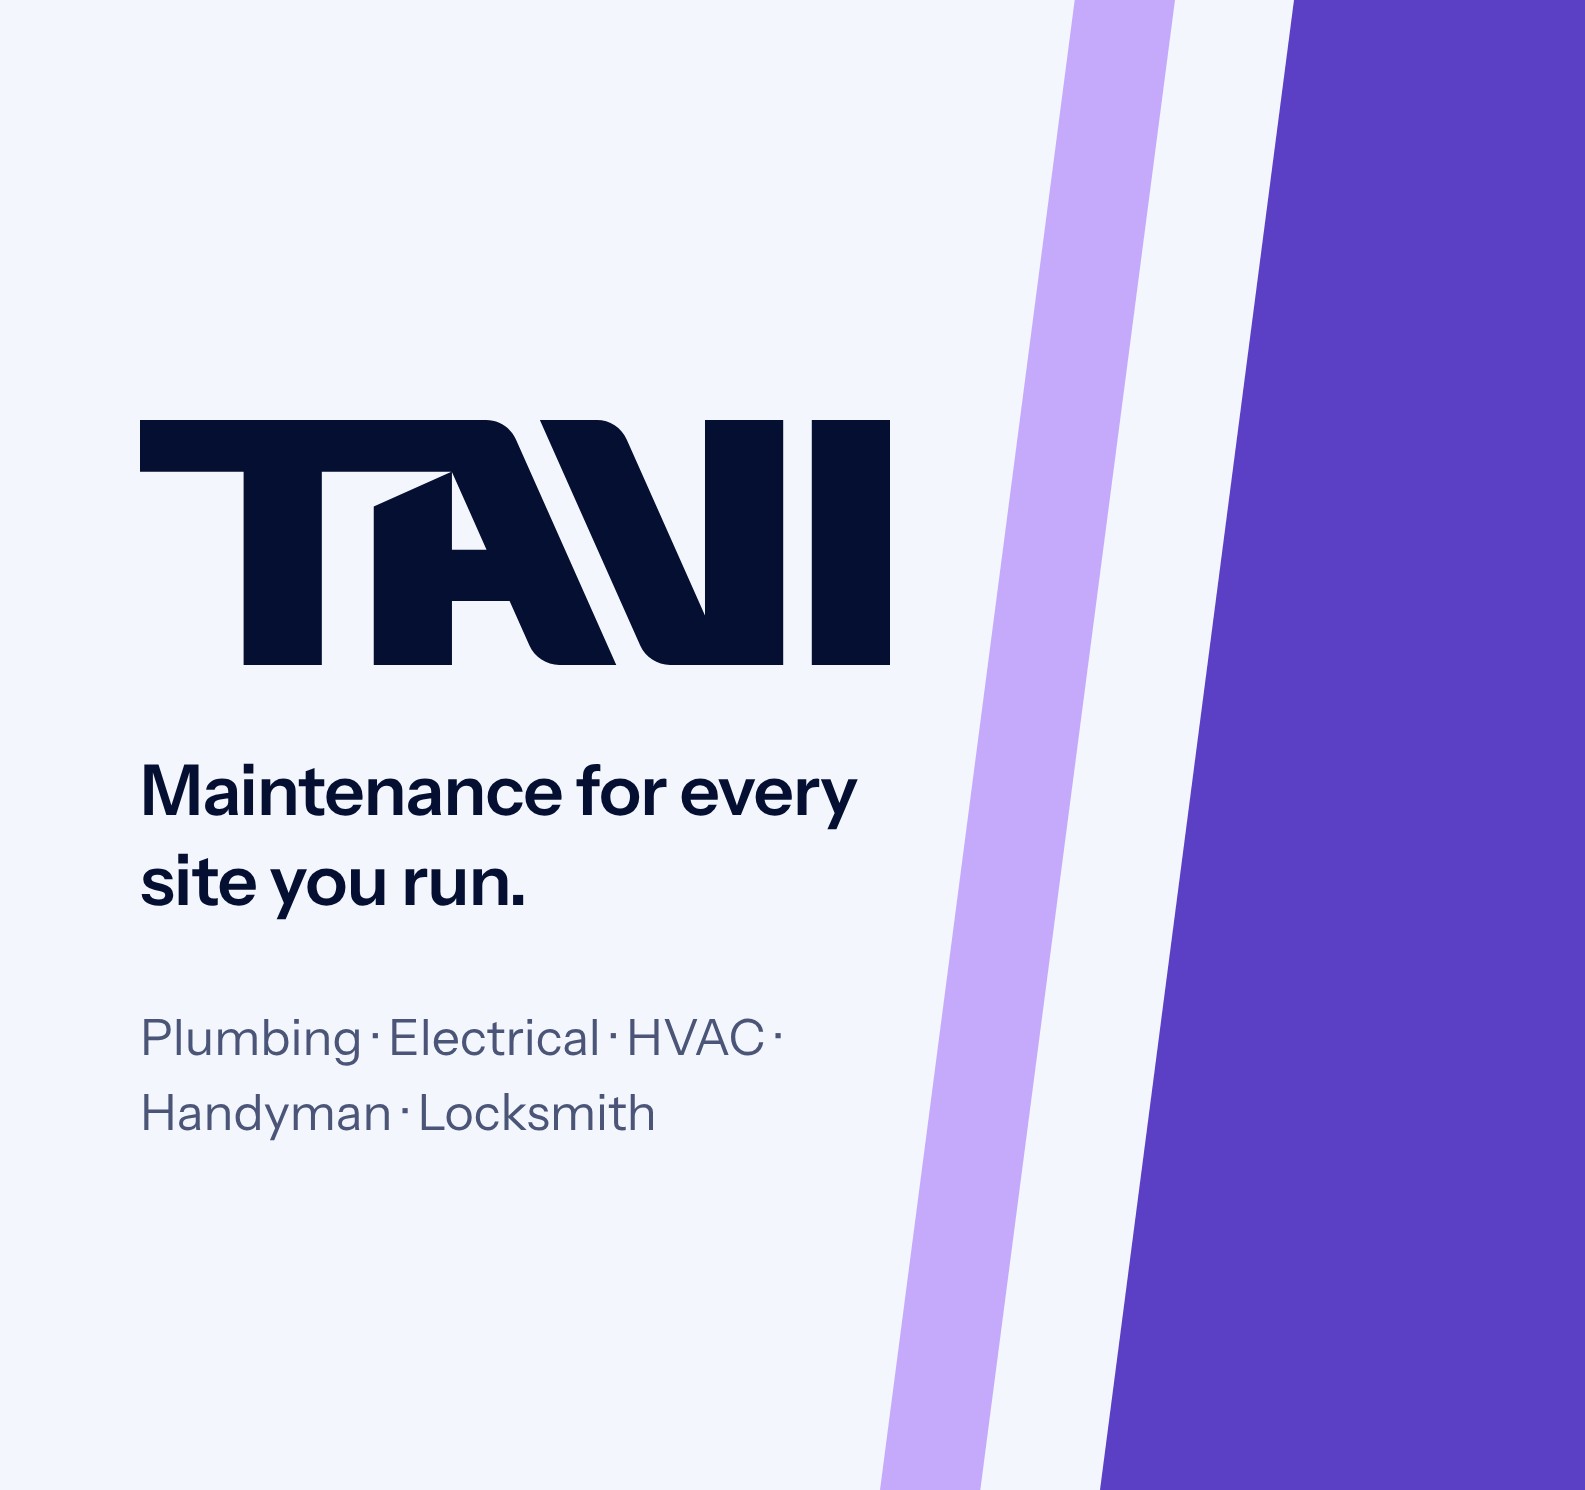 TAVI
Maintenance for every
site you run.
Plumbing · Electrical · HVAC ·
Handyman · Locksmith